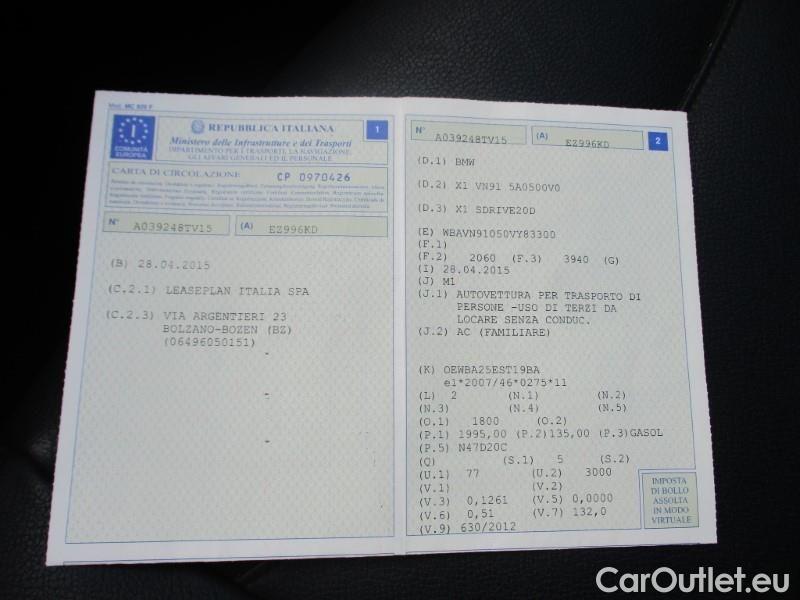 Mod. MC 820 F
I
COMUNITÀ
EUROPEA
REPUBBLICA ITALIANA
1
Ministero delle Infrastrutture e dei Trasporti
DIPARTIMENTO PER I TRASPORTI, LA NAVIGAZIONE,
GLI AFFARI GENERALI ED IL PERSONALE
CARTA DI CIRCOLAZIONE
CP 0970426
N° A039248TV15 (A) EZ996KD
(B) 28.04.2015
(C.2.1) LEASEPLAN ITALIA SPA
(C.2.3) VIA ARGENTIERI 23
BOLZANO-BOZEN (BZ)
(06496050151)
N° A039248TV15 (A) EZ996KD 2
(D.1) BMW
(D.2) X1 VN91 5A0500V0
(D.3) X1 SDRIVE20D
(E) WBAVN91050VY83300
(F.1)
(F.2) 2060 (F.3) 3940 (G)
(I) 28.04.2015
(J) M1
(J.1) AUTOVETTURA PER TRASPORTO DI
PERSONE -USO DI TERZI DA
LOCARE SENZA CONDUC.
(J.2) AC (FAMILIARE)
(K) OEWBA25EST19BA
e1*2007/46*0275*11
(L) 2 (N.1) (N.2)
(N.3) (N.4) (N.5)
(O.1) 1800 (O.2)
(P.1) 1995,00 (P.2)135,00 (P.3)GASOL
(P.5) N47D20C
(Q) (S.1) 5 (S.2)
(U.1) 77 (U.2) 3000
(V.1) (V.2)
(V.3) 0,1261 (V.5) 0,0000
(V.6) 0,51 (V.7) 132,0
(V.9) 630/2012
IMPOSTA
DI BOLLO
ASSOLTA
IN MODO
VIRTUALE
CarOutlet.eu